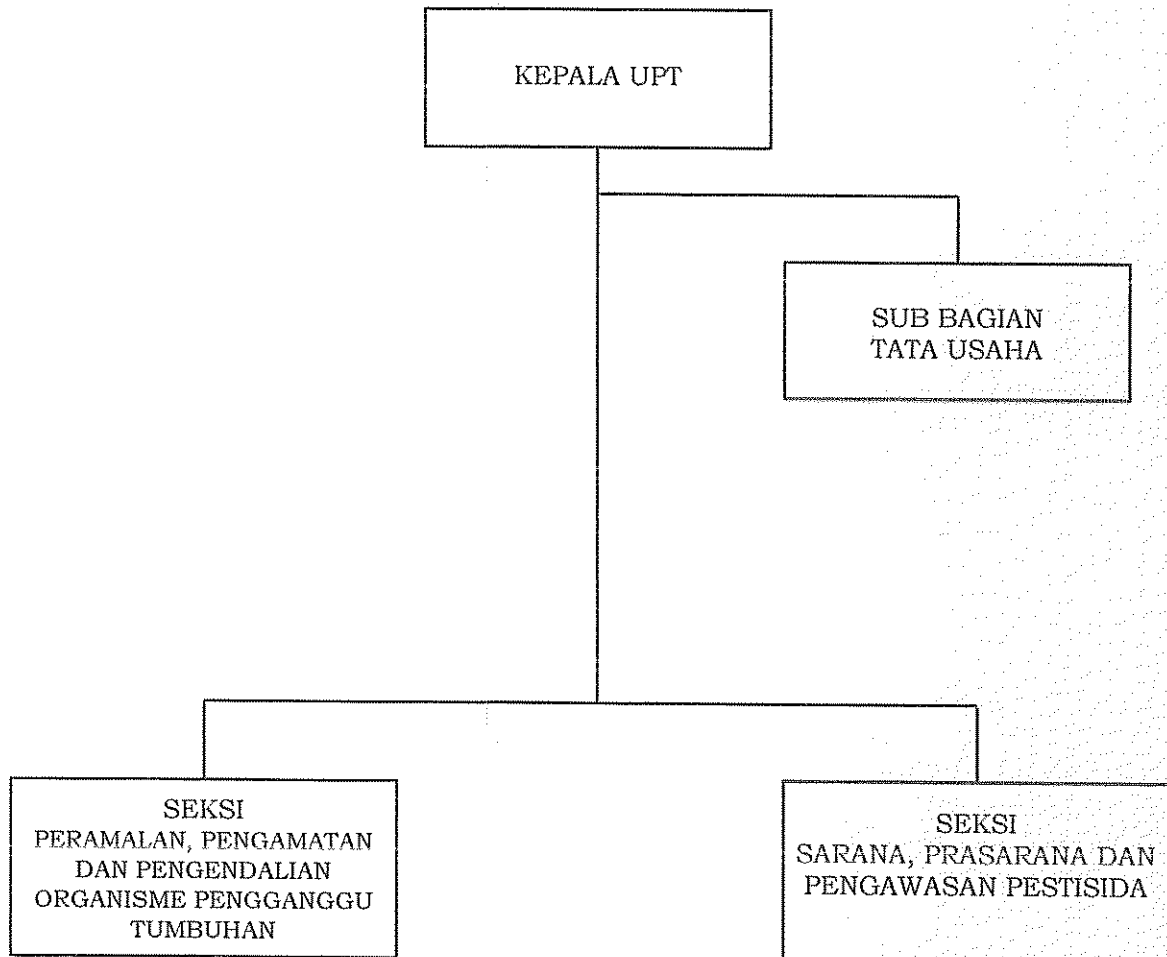 KEPALA UPT
SUB BAGIAN
TATA USAHA
SEKSI
PERAMALAN, PENGAMATAN
DAN PENGENDALIAN
ORGANISME PENGGANGGU
TUMBUHAN
SEKSI
SARANA, PRASARANA DAN
PENGAWASAN PESTISIDA